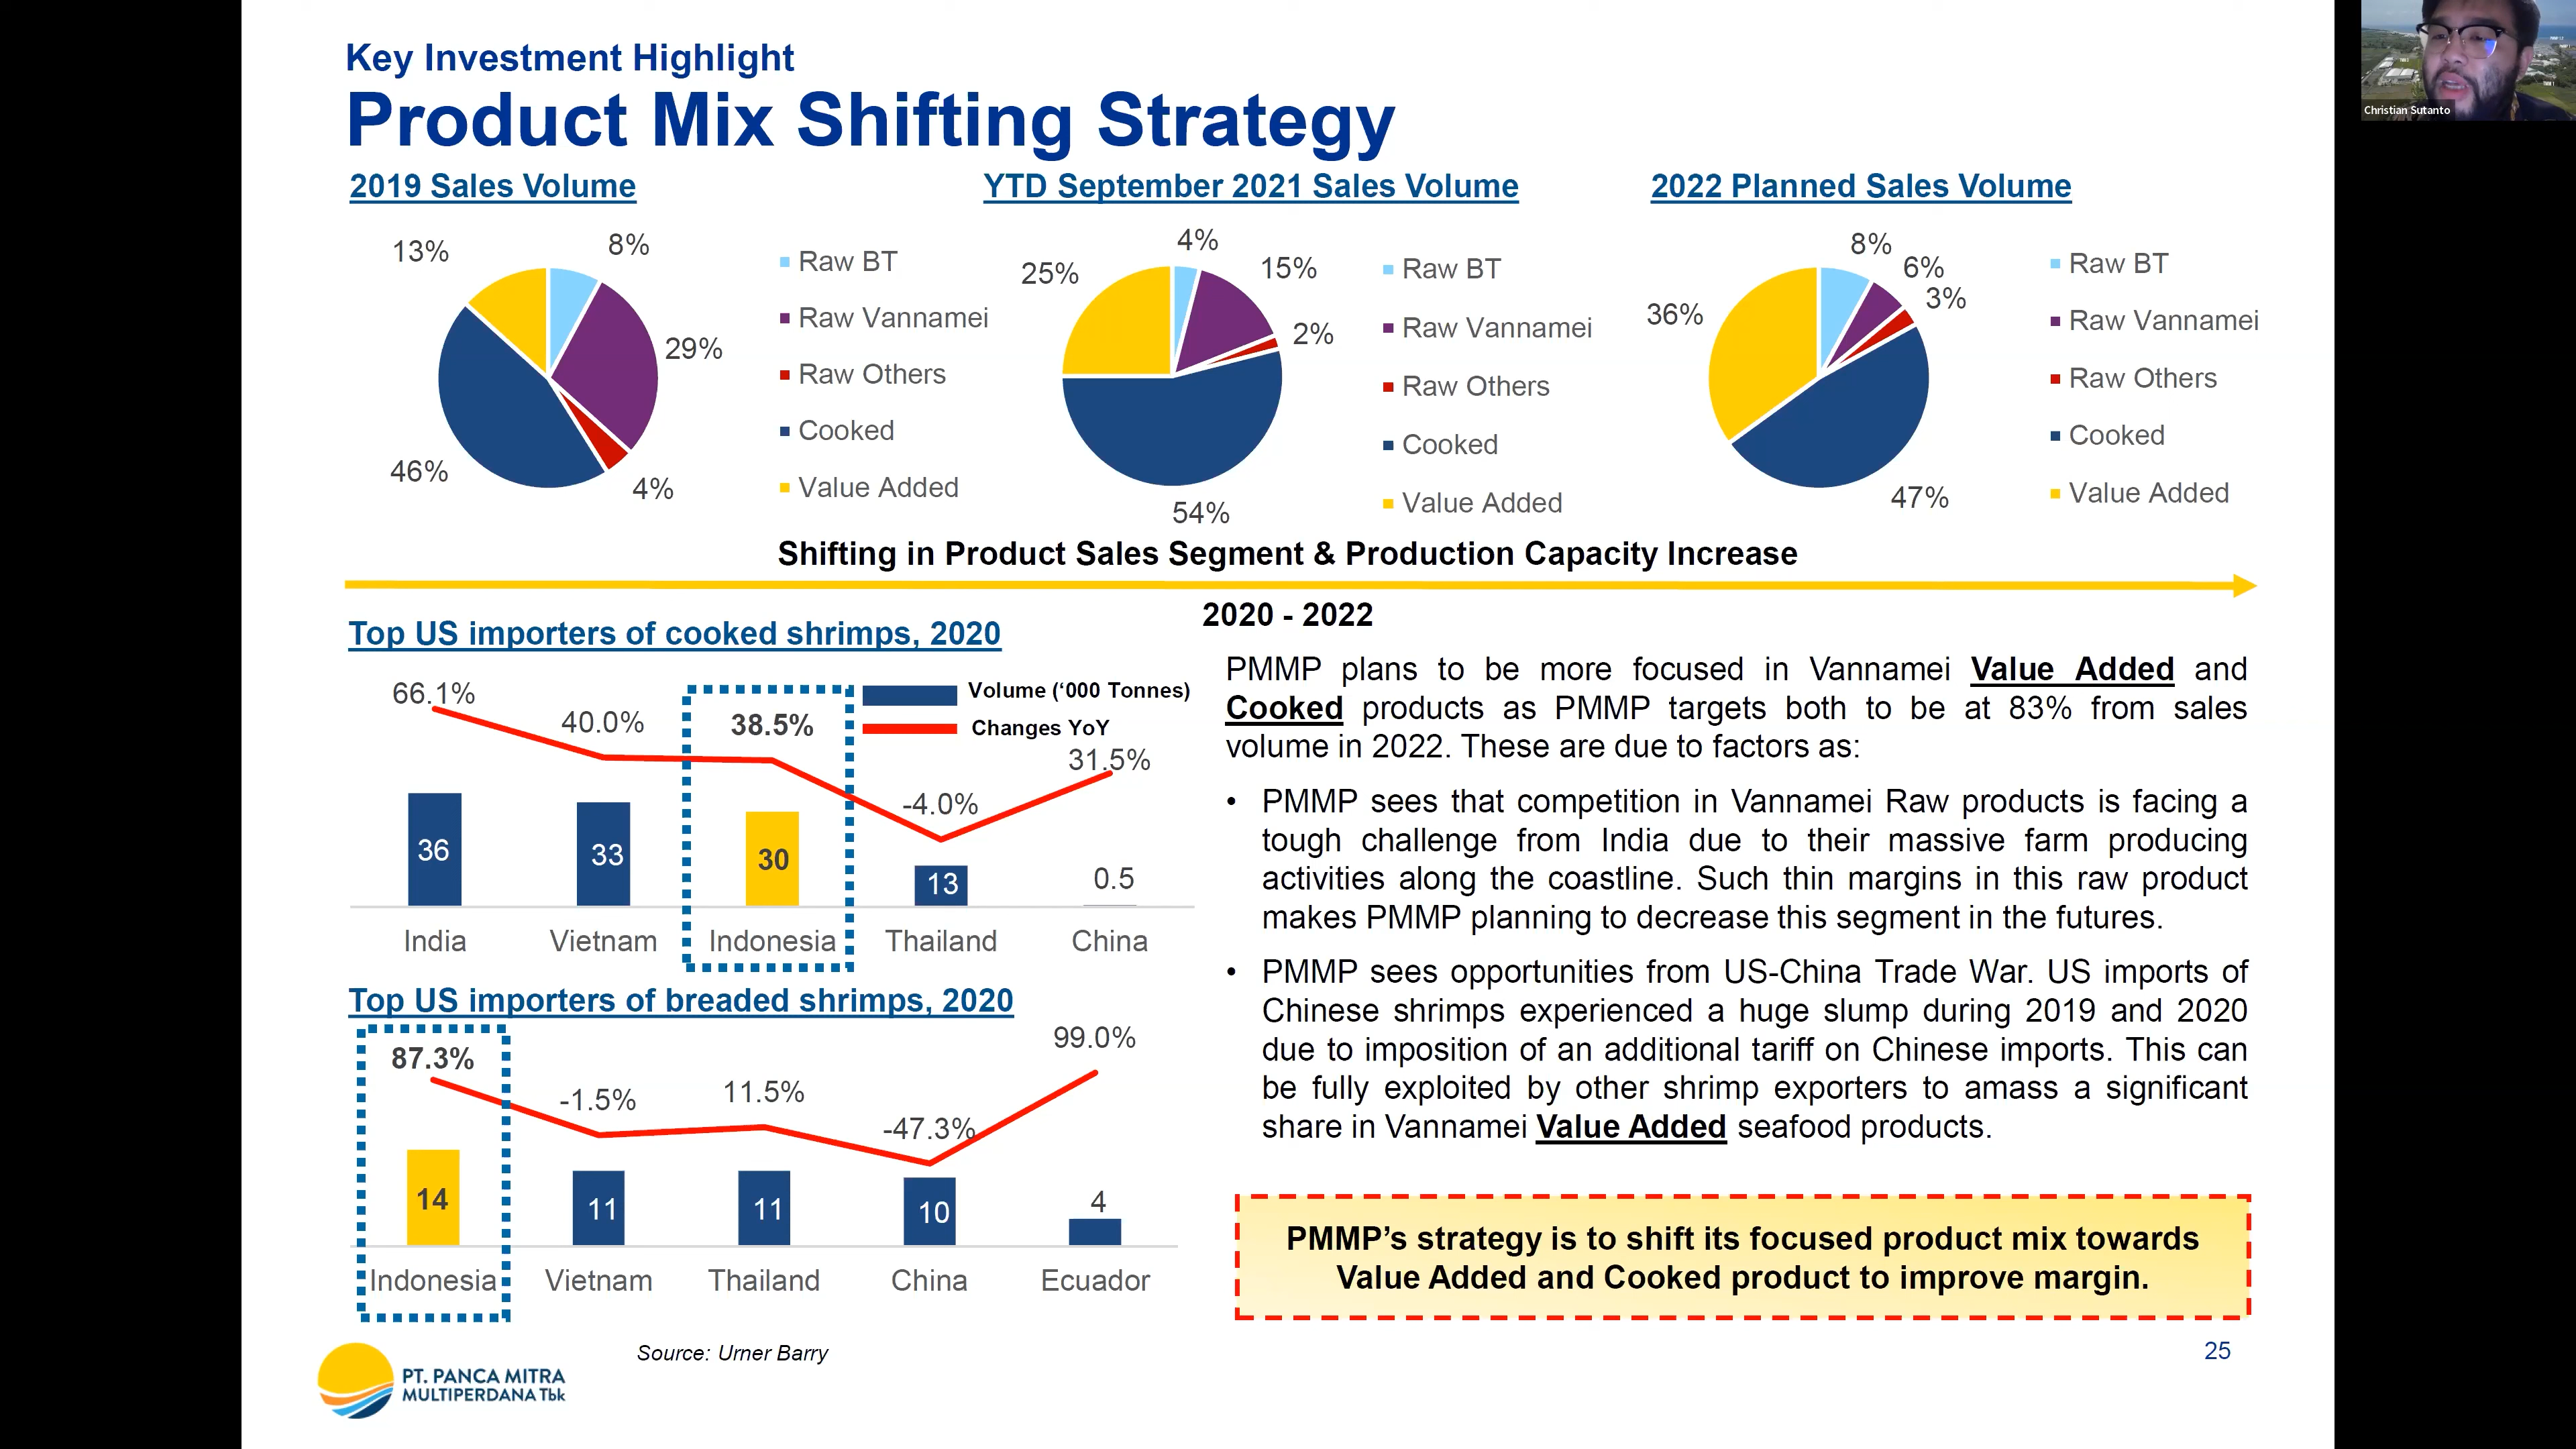 Key Investment Highlight
Product Mix Shifting Strategy
Christian Sutanto
2019 Sales Volume
13%
8%
29%
46%
4%
Raw BT
Raw Vannamei
Raw Others
Cooked
Value Added
YTD September 2021 Sales Volume
4%
25%
15%
2%
54%
Raw BT
Raw Vannamei
Raw Others
Cooked
Value Added
2022 Planned Sales Volume
8%
6%
3%
36%
47%
Raw BT
Raw Vannamei
Raw Others
Cooked
Value Added
Shifting in Product Sales Segment & Production Capacity Increase
2020 - 2022
Top US importers of cooked shrimps, 2020
Volume (‘000 Tonnes)
Changes YoY
66.1%
40.0%
38.5%
-4.0%
31.5%
36
33
30
13
0.5
India
Vietnam
Indonesia
Thailand
China
Top US importers of breaded shrimps, 2020
87.3%
-1.5%
11.5%
-47.3%
99.0%
14
11
11
10
4
Indonesia
Vietnam
Thailand
China
Ecuador
PMMP plans to be more focused in Vannamei Value Added and
Cooked products as PMMP targets both to be at 83% from sales
volume in 2022. These are due to factors as:
• PMMP sees that competition in Vannamei Raw products is facing a
tough challenge from India due to their massive farm producing
activities along the coastline. Such thin margins in this raw product
makes PMMP planning to decrease this segment in the futures.
• PMMP sees opportunities from US-China Trade War. US imports of
Chinese shrimps experienced a huge slump during 2019 and 2020
due to imposition of an additional tariff on Chinese imports. This can
be fully exploited by other shrimp exporters to amass a significant
share in Vannamei Value Added seafood products.
PMMP’s strategy is to shift its focused product mix towards
Value Added and Cooked product to improve margin.
PT. PANCA MITRA
MULTIPERDANA Tbk
Source: Urner Barry
25